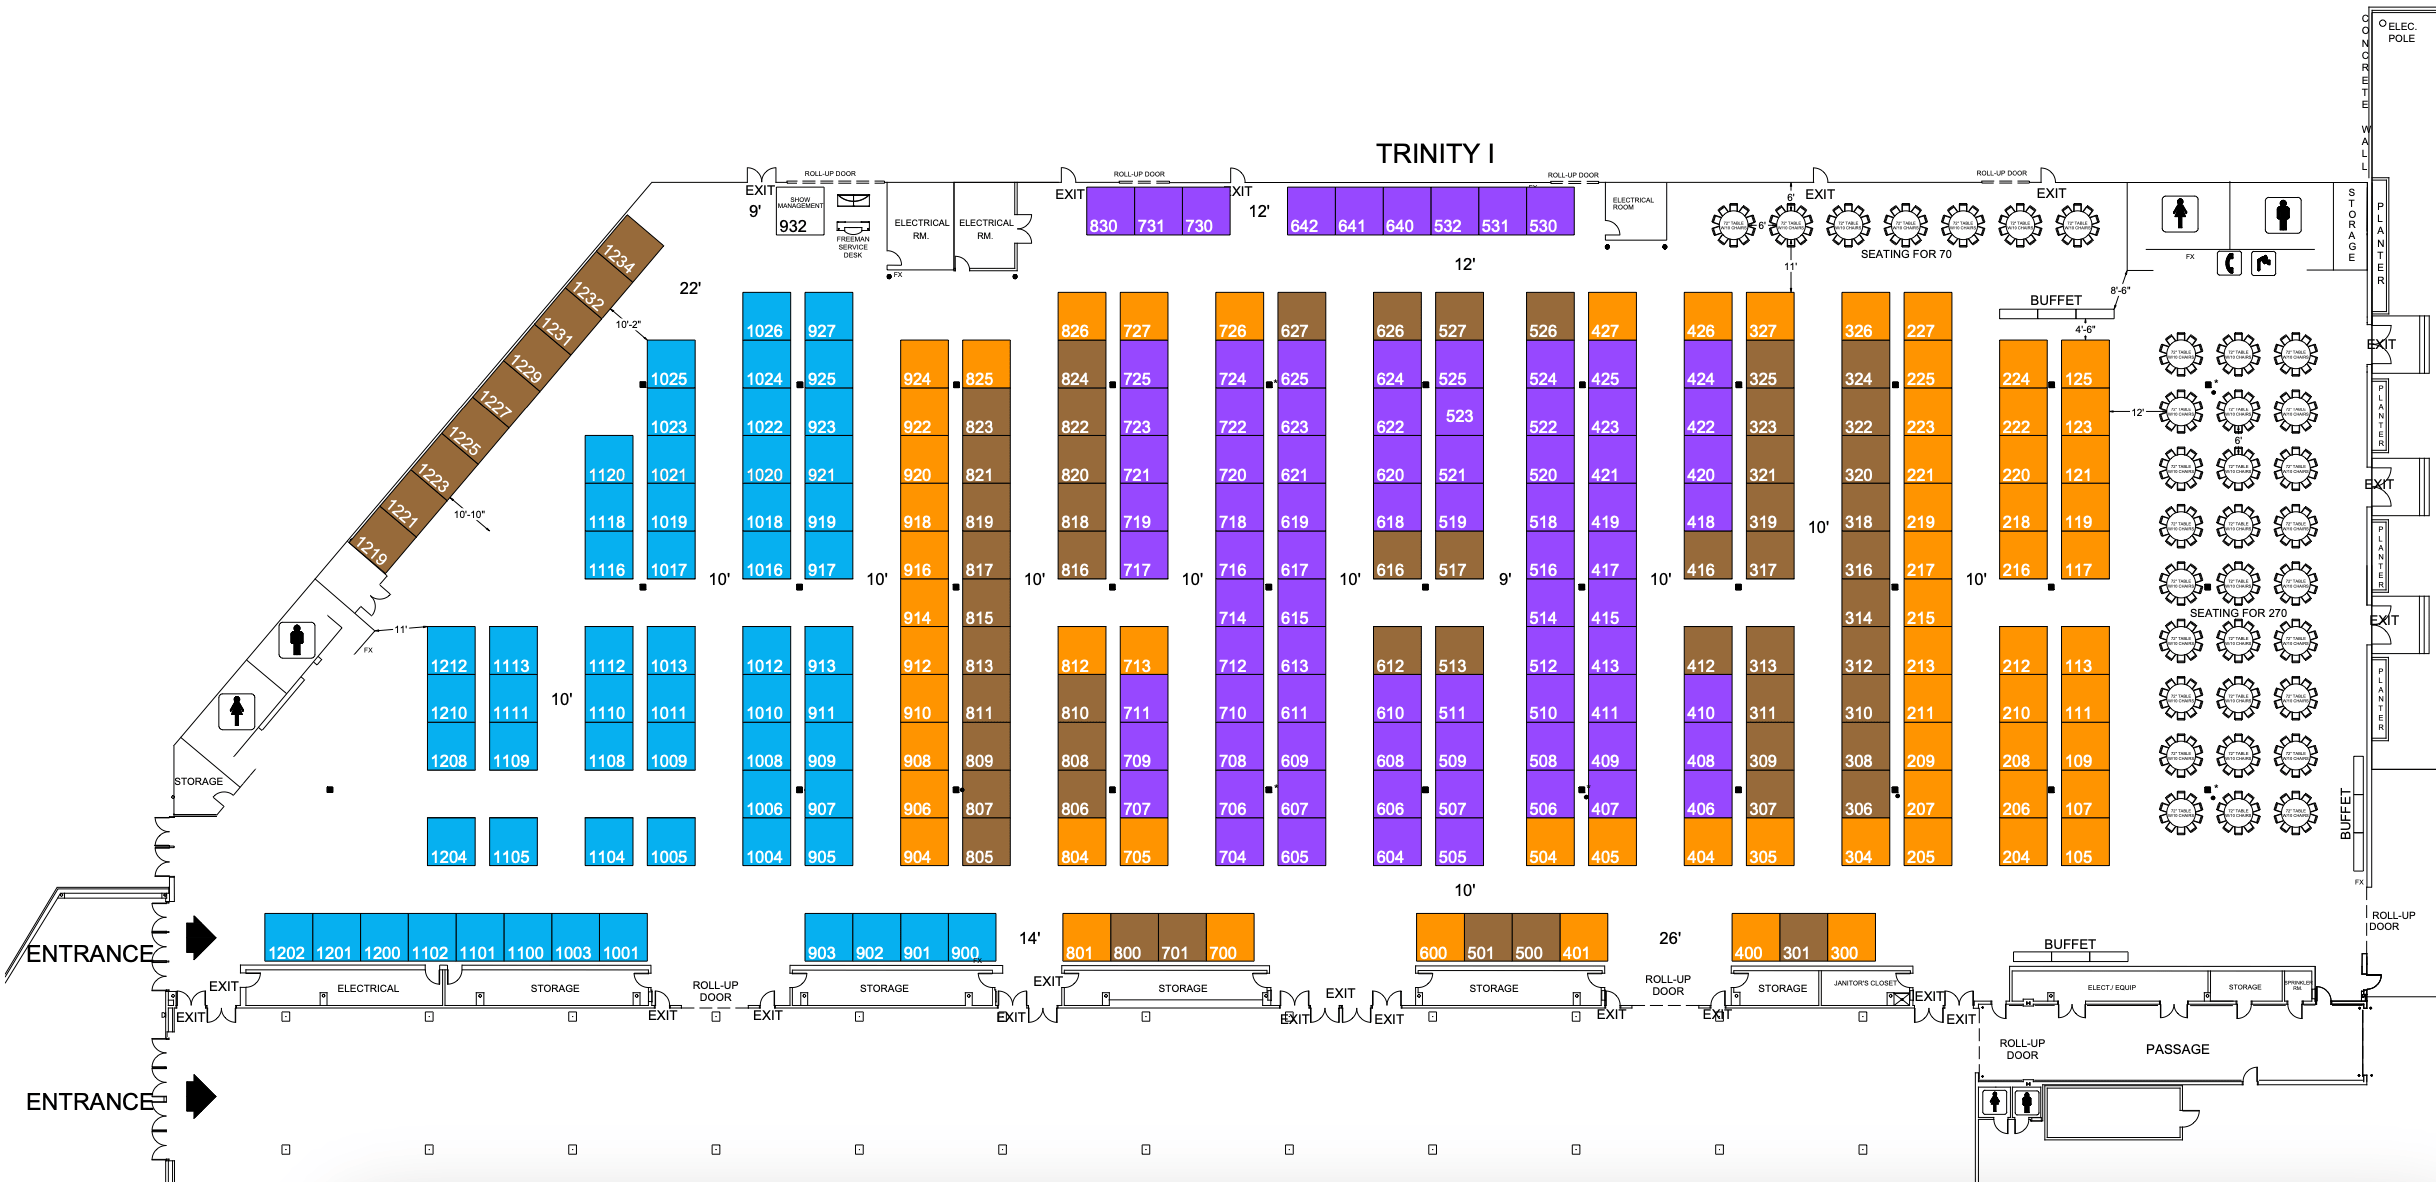 CONCRETE WALL
ELEC.
POLE
TRINITY I
ROLL-UP DOOR
ROLL-UP DOOR
ROLL-UP DOOR
ROLL-UP DOOR
EXIT
EXIT
EXIT
EXIT
EXIT
SHOW
MANAGEMENT
932
9'
FREEMAN
SERVICE
DESK
ELECTRICAL
RM.
ELECTRICAL
RM.
FX
830 731 730
12'
642 641 640 532 531 530
FX
ELECTRICAL
ROOM
6'
6'
11'
SEATING FOR 70
STORAGE
PLANTER
FX
8'-6"
BUFFET
4'-6"
12'
22'
10'-2"
10'-10"
1234
1232
1231
1229
1227
1225
1223
1221
1219
1026 927 826 727 726 627 626 527 526 427 426 327 326 227
1025 1024 925 924 825 824 725 724 625 624 525 524 425 424 325 324 225 224 125
1023 1022 923 922 823 822 723 722 623 622 523 522 423 422 323 322 223 222 123
1120 1021 1020 921 920 821 820 721 720 621 620 521 520 421 420 321 320 221 220 121
1118 1019 1018 919 918 819 818 719 718 619 618 519 518 419 418 319 318 219 218 119
1116 1017 1016 917 916 817 816 717 716 617 616 517 516 417 416 317 316 217 216 117
10' 10' 10' 10' 10' 9' 10' 10' 10'
914 815 714 615 514 415 314 215
1212 1113 1112 1013 1012 913 912 813 812 713 712 613 612 513 512 413 412 313 312 213 212 113
1210 1111 1110 1011 1010 911 910 811 810 711 710 611 610 511 510 411 410 311 310 211 210 111
1208 1109 1108 1009 1008 909 908 809 808 709 708 609 608 509 510 409 408 309 308 209 208 109
1006 907 906 807 806 707 706 607 606 507 506 407 406 307 306 207 206 107
1204 1105 1104 1005 1004 905 904 805 804 705 704 605 604 505 504 405 404 305 304 205 204 105
11'
FX
10'
12'
6'
SEATING FOR 270
EXIT
PLANTER
EXIT
PLANTER
EXIT
PLANTER
BUFFET
FX
STORAGE
10'
ENTRANCE
1202 1201 1200 1102 1101 1100 1003 1001
903 902 901 900
FX
14'
801 800 701 700
600 501 500 401
26'
400 301 300
BUFFET
ROLL-UP
DOOR
EXIT
ELECTRICAL
STORAGE
ROLL-UP
DOOR
STORAGE
EXIT
STORAGE
EXIT
STORAGE
ROLL-UP
DOOR
STORAGE
JANITOR'S CLOSET
EXIT
ELECT./ EQUIP
STORAGE
SPRINKLER
RM.
EXIT
EXIT
EXIT
EXIT
EXIT
EXIT
EXIT
EXIT
EXIT
ROLL-UP
DOOR
PASSAGE
ENTRANCE